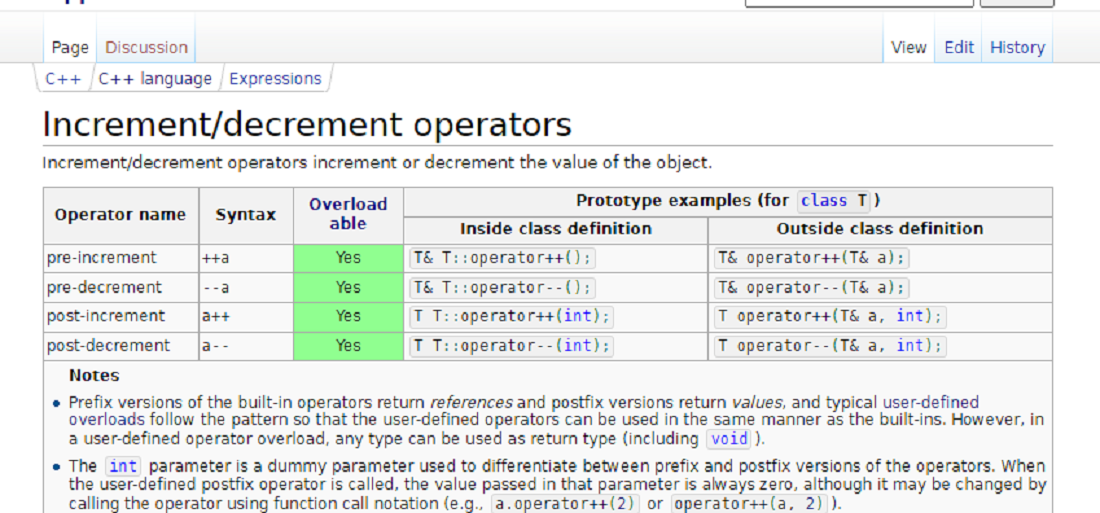 Page Discussion View Edit History
C++ C++ language Expressions
Increment/decrement operators
Increment/decrement operators increment or decrement the value of the object.
Operator name Syntax Overload able Prototype examples (for class T)
Inside class definition Outside class definition
pre-increment ++a Yes T& T::operator++(); T& operator++(T& a);
pre-decrement --a Yes T& T::operator--(); T& operator--(T& a);
post-increment a++ Yes T T::operator++(int); T operator++(T& a, int);
post-decrement a-- Yes T T::operator--(int); T operator--(T& a, int);
Notes
• Prefix versions of the built-in operators return references and postfix versions return values, and typical user-defined
overloads follow the pattern so that the user-defined operators can be used in the same manner as the built-ins. However, in
a user-defined operator overload, any type can be used as return type (including void).
• The int parameter is a dummy parameter used to differentiate between prefix and postfix versions of the operators. When
the user-defined postfix operator is called, the value passed in that parameter is always zero, although it may be changed by
calling the operator using function call notation (e.g., a.operator++(2) or operator++(a, 2)).